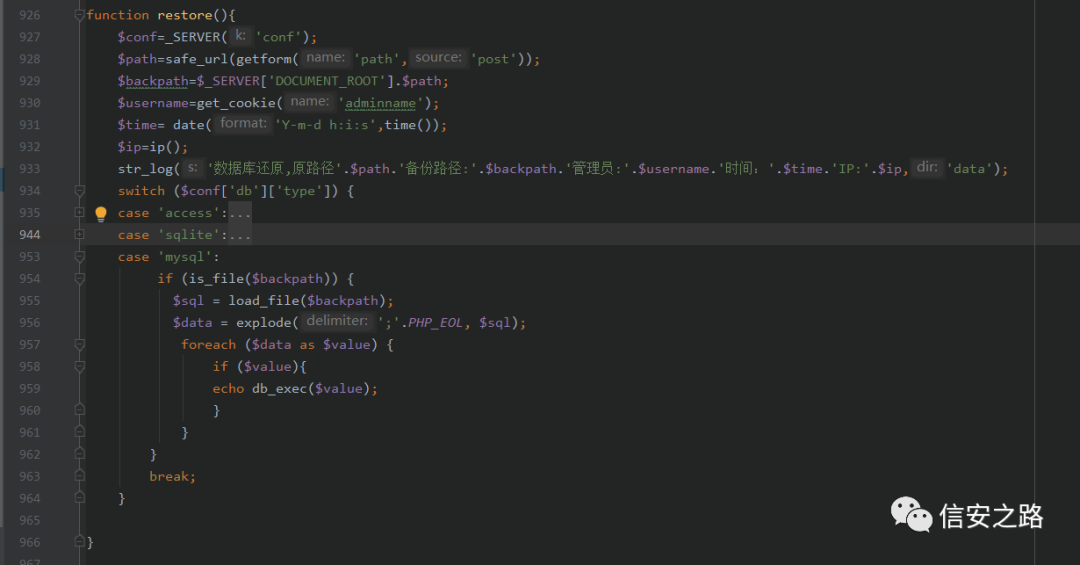 926 function restore(){
927 $conf=_SERVER( k: 'conf');
928 $path=safe_url(getform( name: 'path', source: 'post'));
929 $backpath=$_SERVER['DOCUMENT_ROOT'].$path;
930 $username=get_cookie( name: 'adminname');
931 $time= date( format: 'Y-m-d h:i:s',time());
932 $ip=ip();
933 str_log( s: '数据库还原,原路径'.$path.'备份路径:'.$backpath.'管理员:'.$username.'时间：'.$time.'IP:'.$ip, dir: 'data');
934 switch ($conf['db']['type']) {
935 case 'access':...
944 case 'sqlite':...
953 case 'mysql':
954 if (is_file($backpath)) {
955 $sql = load_file($backpath);
956 $data = explode( delimiter: ';'.PHP_EOL, $sql);
957 foreach ($data as $value) {
958 if ($value){
959 echo db_exec($value);
960 }
961 }
962 }
963 break;
964 }
965
966 }
967
信安之路